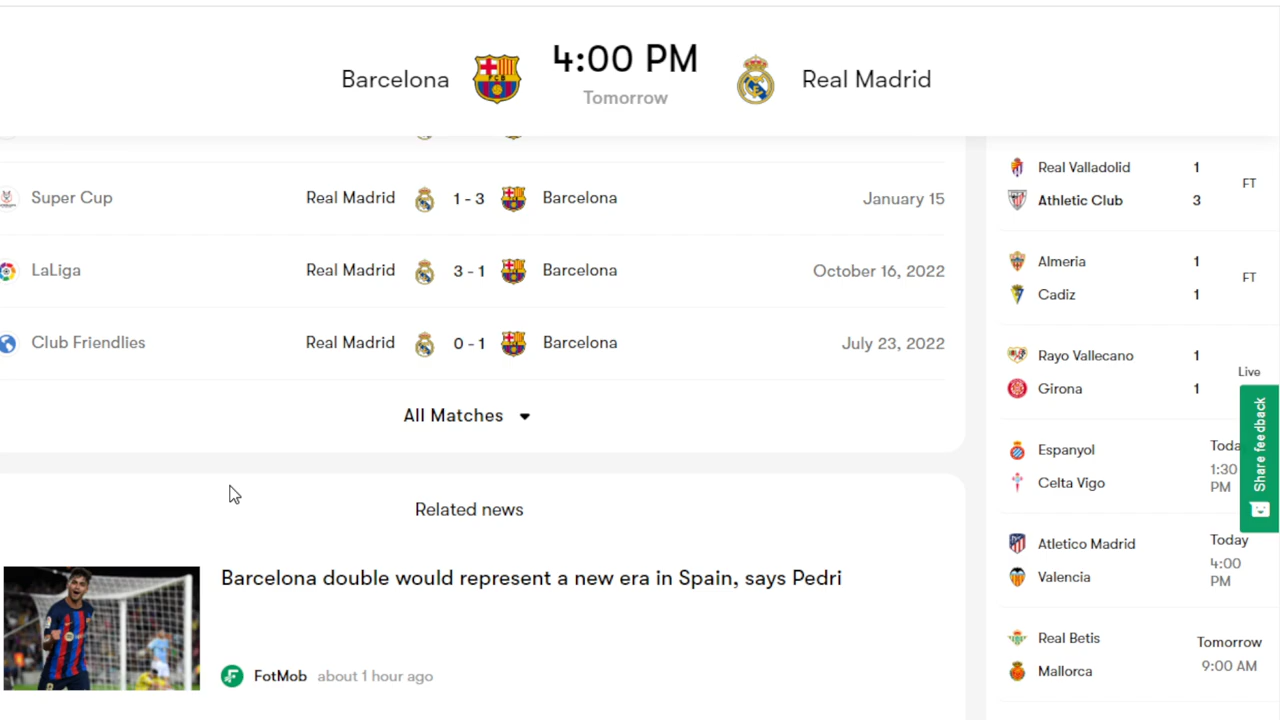 Barcelona 4:00 PM Real Madrid
Tomorrow
Super Cup Real Madrid 1 - 3 Barcelona January 15
LaLiga Real Madrid 3 - 1 Barcelona October 16, 2022
Club Friendlies Real Madrid 0 - 1 Barcelona July 23, 2022
All Matches
Related news
Barcelona double would represent a new era in Spain, says Pedri
FotMob about 1 hour ago
Real Valladolid 1
FT
Athletic Club 3
Almeria 1
FT
Cadiz 1
Rayo Vallecano 1
Live
Girona 1
Share feedback
Espanyol Toda
1:30
Celta Vigo PM
Atletico Madrid Today
4:00
Valencia PM
Real Betis Tomorrow
Mallorca 9:00 AM